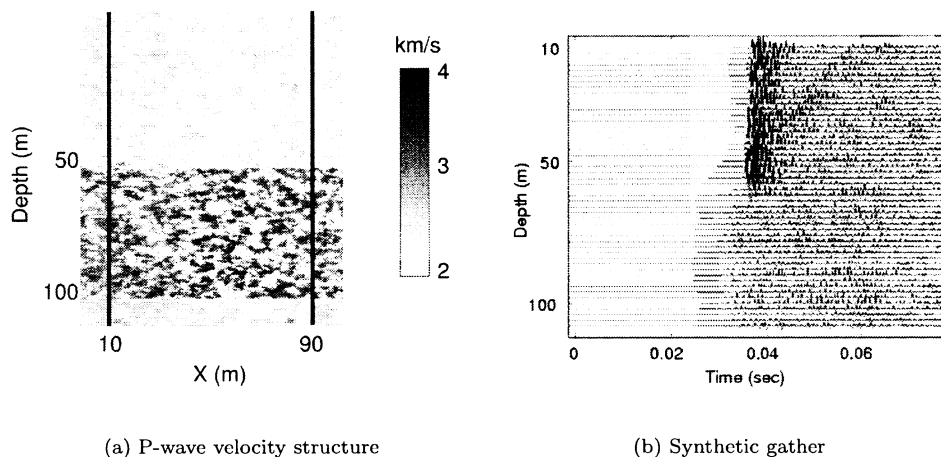 km/s
4
3
2
Depth (m)
50
100
10
90
X (m)
(a) P-wave velocity structure
10
50
100
Depth (m)
0
0.02
0.04
0.06
Time (sec)
(b) Synthetic gather